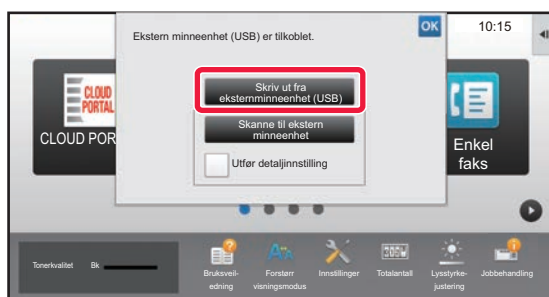 Ekstern minneenhet (USB) er tilkoblet.
OK
10:15
Skriv ut fra
eksternminneenhet (USB)
Skanne til ekstern
minneenhet
Utfør detaljinnstilling
CLOUD
PORTAL
CLOUD POR
Enkel
faks
Tonerkvalitet Bk
Bruksveil-
edning
Forstørr
visningsmodus
Innstillinger
Totalantall
Lysstyrke-
justering
Jobbehandling